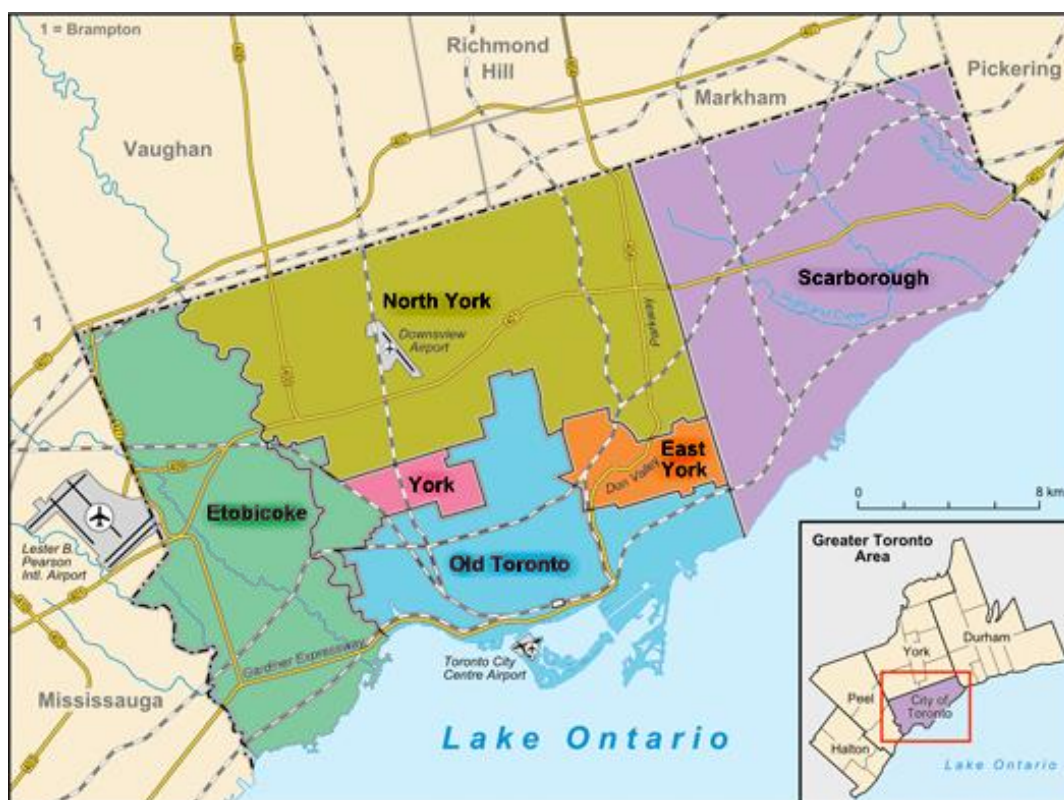 1 = Brampton
Richmond
Hill
Pickering
Markham
Vaughan
Scarborough
North York
1
Downsview
Airport
Parkway
East
York
York
Don Valley
Etobicoke
0
8 km
Lester B.
Pearson
Intl. Airport
Old Toronto
Gardiner Expressway
Toronto City
Centre Airport
Mississauga
Lake Ontario
Greater Toronto
Area
Durham
York
Peel
City of
Toronto
Halton
Lake Ontario